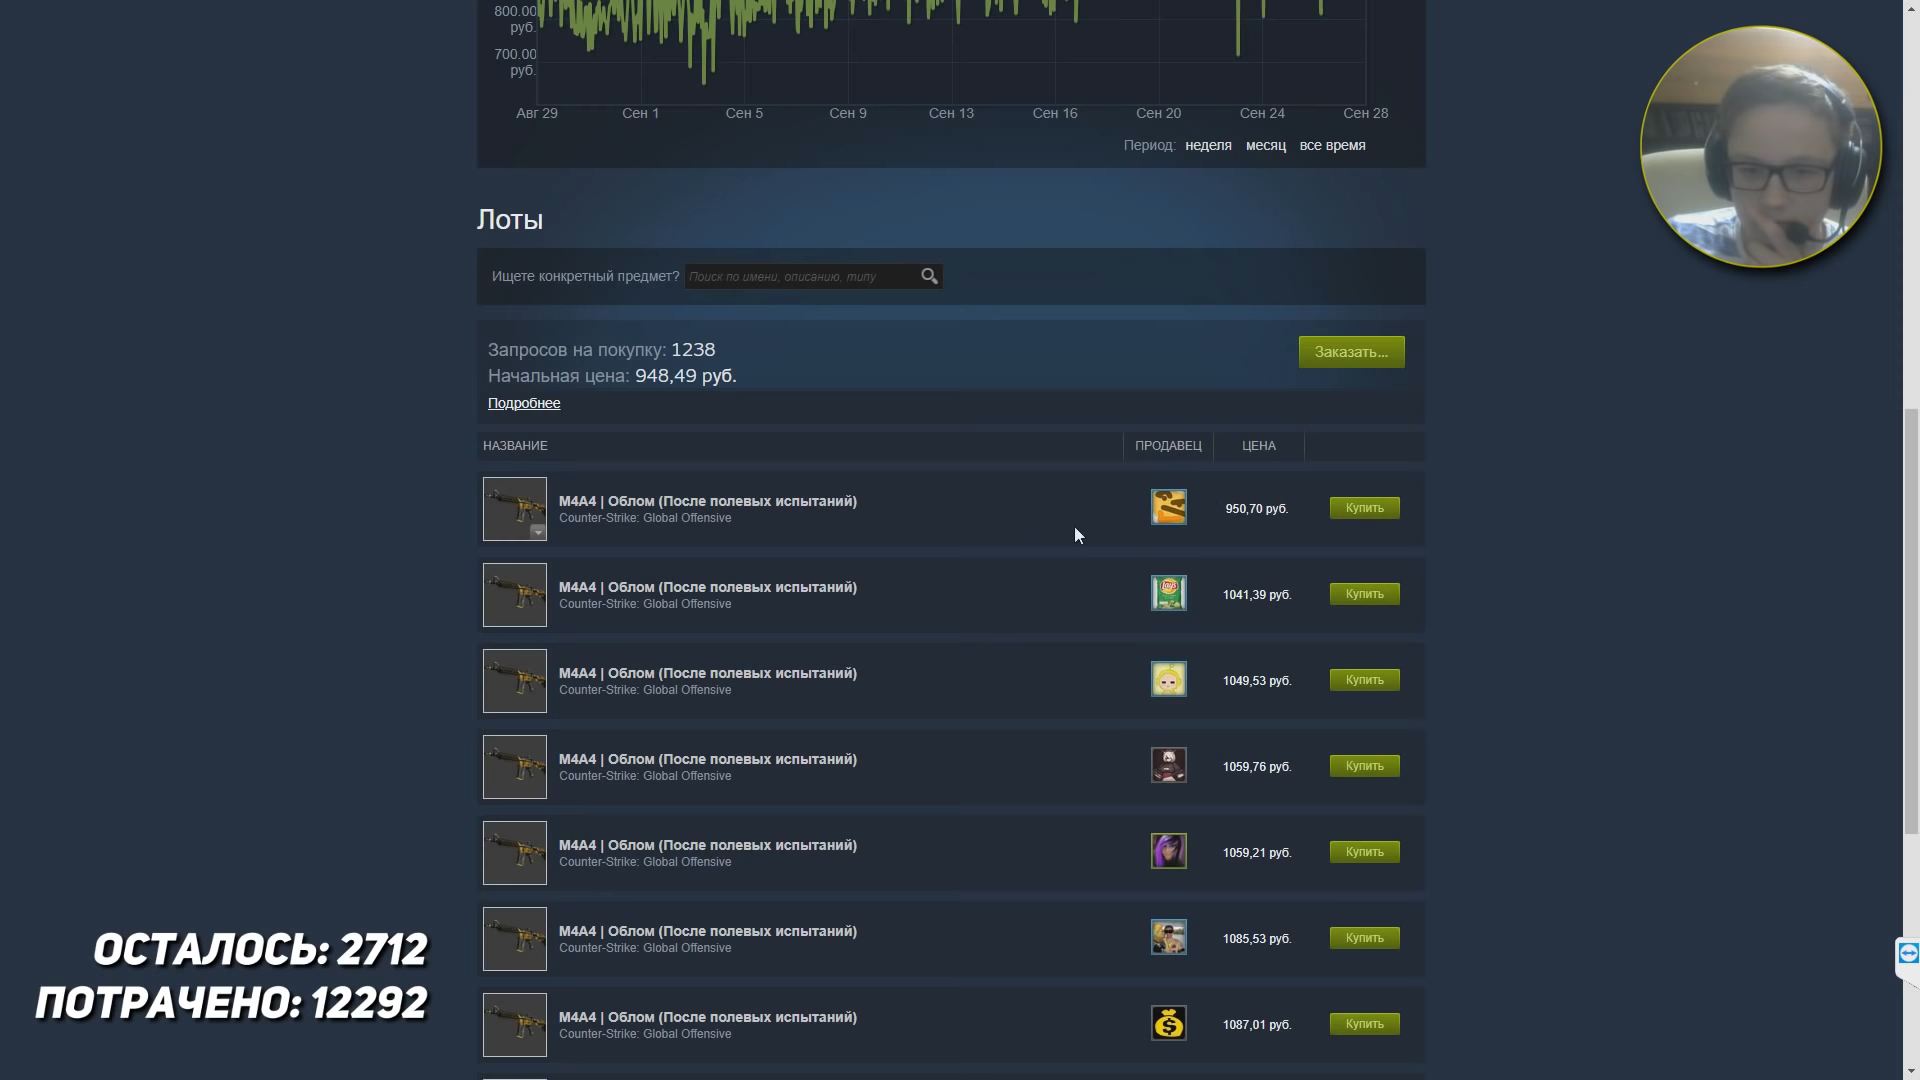 800.00
руб.
700.00
руб.
Авг 29 Сен 1 Сен 5 Сен 9 Сен 13 Сен 16 Сен 20 Сен 24 Сен 28
Период: неделя месяц все время
Лоты
Ищете конкретный предмет? Поиск по имени, описанию, типу
Запросов на покупку: 1238
Заказать...
Начальная цена: 948,49 руб.
Подробнее
НАЗВАНИЕ ПРОДАВЕЦ ЦЕНА
M4A4 | Облом (После полевых испытаний)
Counter-Strike: Global Offensive
950,70 руб. Купить
M4A4 | Облом (После полевых испытаний)
Counter-Strike: Global Offensive
Lay's
1041,39 руб. Купить
M4A4 | Облом (После полевых испытаний)
Counter-Strike: Global Offensive
1049,53 руб. Купить
M4A4 | Облом (После полевых испытаний)
Counter-Strike: Global Offensive
1059,76 руб. Купить
M4A4 | Облом (После полевых испытаний)
Counter-Strike: Global Offensive
1059,21 руб. Купить
M4A4 | Облом (После полевых испытаний)
Counter-Strike: Global Offensive
1085,53 руб. Купить
M4A4 | Облом (После полевых испытаний)
Counter-Strike: Global Offensive
$
1087,01 руб. Купить
ОСТАЛОСЬ: 2712
ПОТРАЧЕНО: 12292